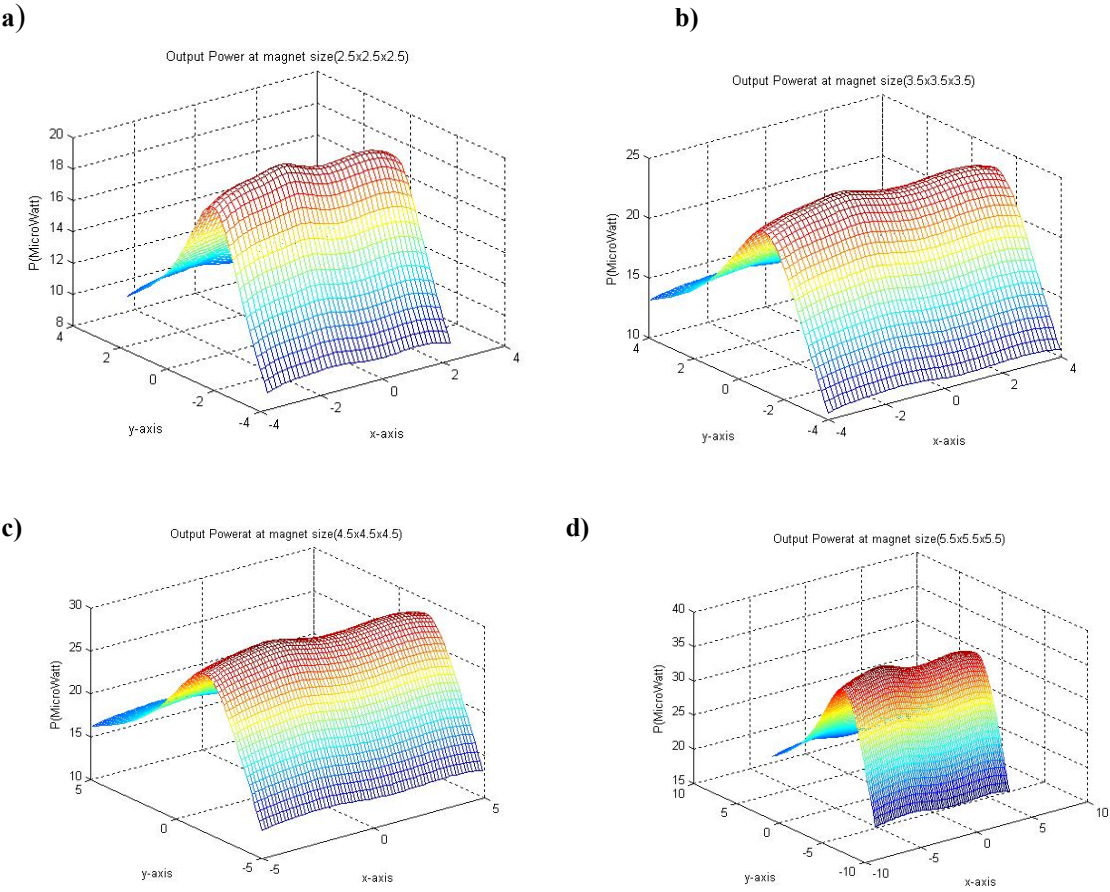 a)
Output Power at magnet size(2.5x2.5x2.5)
20
18
16
14
12
10
8
P(MicroWatt)
4
2
0
-2
-4
y-axis
-4
-2
0
2
4
x-axis
b)
Output Powerat at magnet size(3.5x3.5x3.5)
25
20
15
10
P(MicroWatt)
4
2
0
-2
-4
y-axis
-4
-2
0
2
4
x-axis
c)
Output Powerat at magnet size(4.5x4.5x4.5)
30
25
20
15
10
P(MicroWatt)
5
0
-5
y-axis
-5
0
5
x-axis
d)
Output Powerat at magnet size(5.5x5.5x5.5)
40
35
30
25
20
15
P(MicroWatt)
10
5
0
-5
-10
y-axis
-10
-5
0
5
10
x-axis